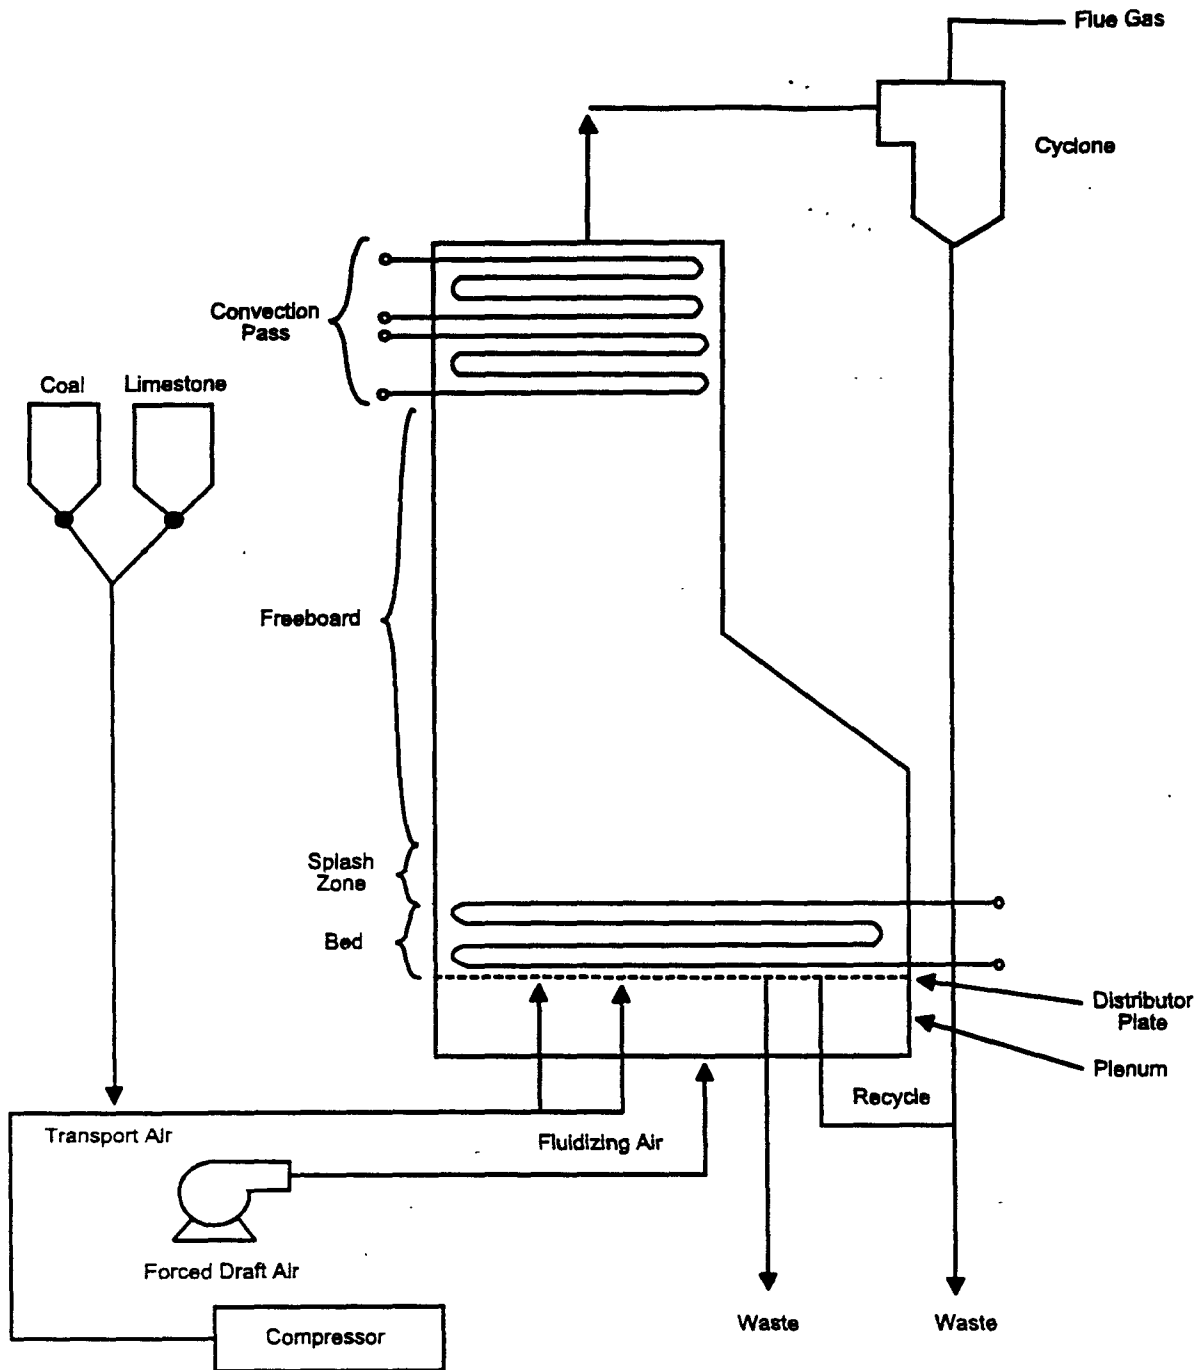 Flue Gas
Cyclone
Convection
Pass
Coal
Limestone
Freeboard
Splash
Zone
Bed
Distributor
Plate
Plenum
Recycle
Transport Air
Fluidizing Air
Forced Draft Air
Compressor
Waste
Waste